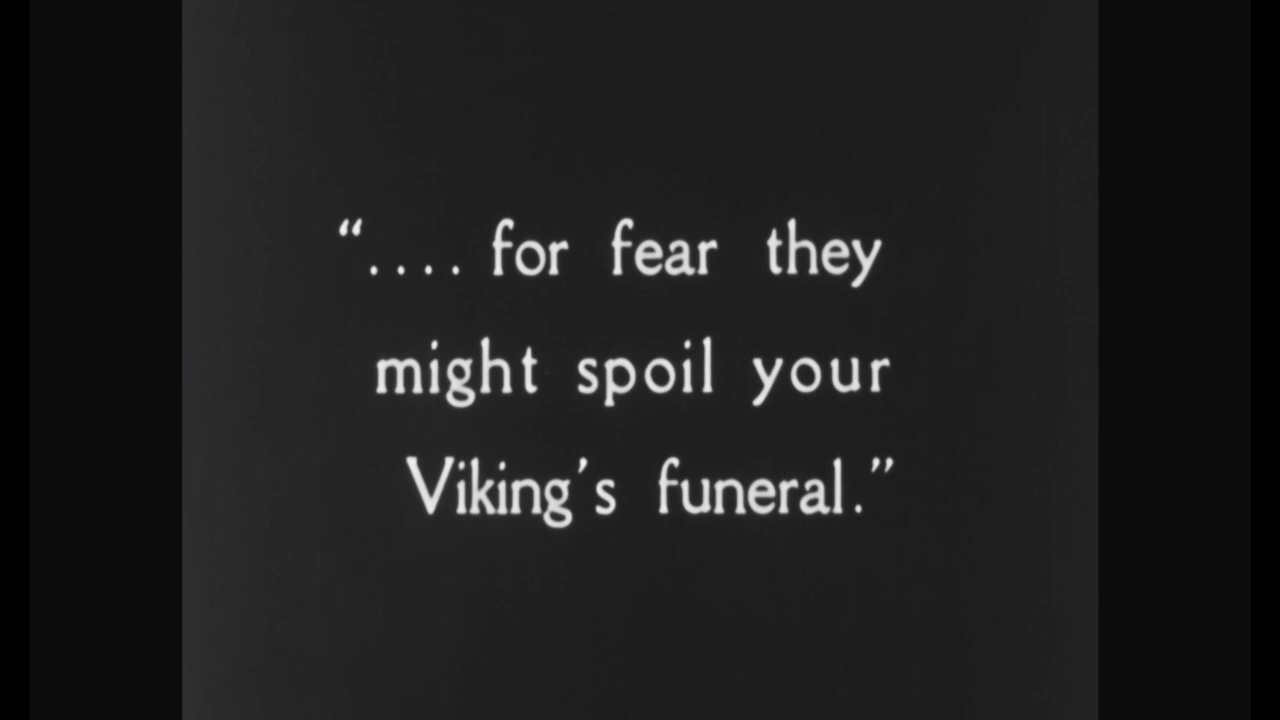 “.... for fear they
might spoil your
Viking’s funeral.”